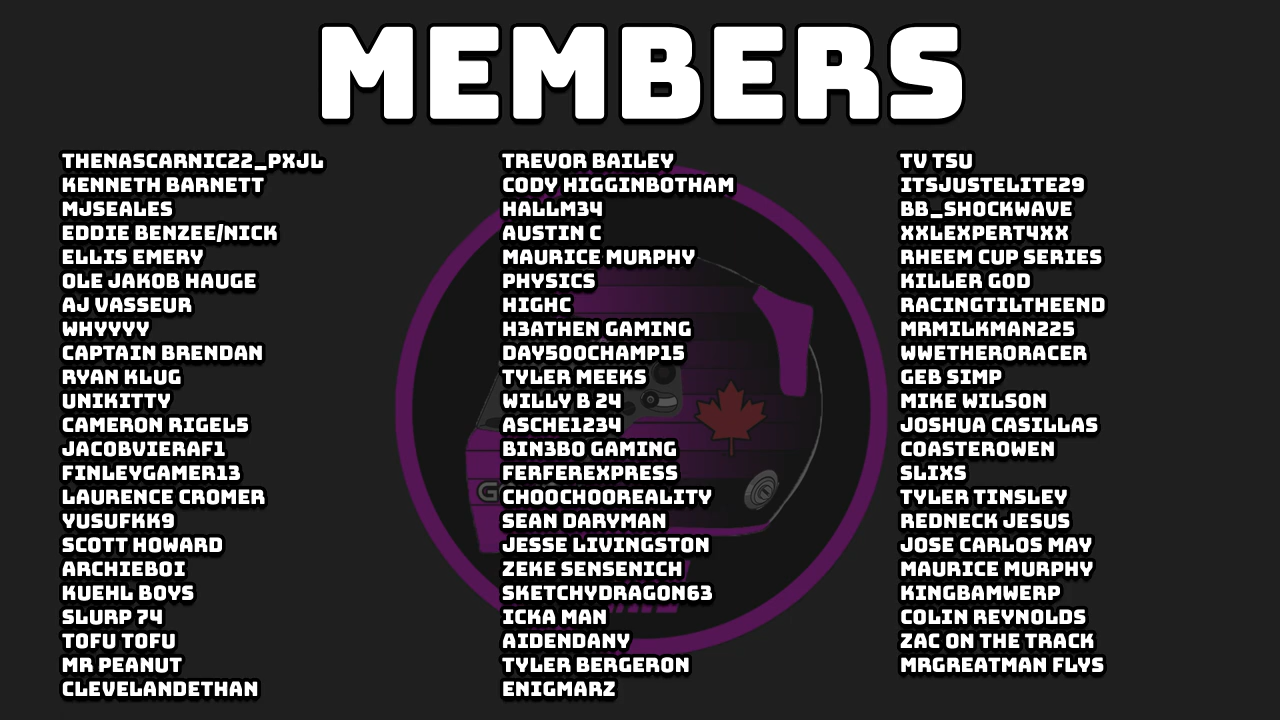 MEMBERS
THENASCARNIC22_PXJL
KENNETH BARNETT
MJSEALES
EDDIE BENZEE/NICK
ELLIS EMERY
OLE JAKOB HAUGE
AJ VASSEUR
WHYYYY
CAPTAIN BRENDAN
RYAN KLUG
UNIKITTY
CAMERON RIGEL5
JACOBVIERAF1
FINLEYGAMER13
LAURENCE CROMER
YUSUFKK9
SCOTT HOWARD
ARCHIEBOI
KUEHL BOYS
SLURP 74
TOFU TOFU
MR PEANUT
CLEVELANDETHAN
TREVOR BAILEY
CODY HIGGINBOTHAM
HALLM34
AUSTIN C
MAURICE MURPHY
PHYSICS
HIGHC
H3ATHEN GAMING
DAY500CHAMP15
TYLER MEEKS
WILLY B 24
ASCHE1234
BIN3BO GAMING
FERFEREXPRESS
CHOOCHOOREALITY
SEAN DARYMAN
JESSE LIVINGSTON
ZEKE SENSENICH
SKETCHYDRAGON63
ICKA MAN
AIDENDANY
TYLER BERGERON
ENIGMARZ
TV TSU
ITSJUSTELITE29
BB_SHOCKWAVE
XXLEXPERT4XX
RHEEM CUP SERIES
KILLER GOD
RACINGTILTHEEND
MRMILKMAN225
WWETHERORACER
GEB SIMP
MIKE WILSON
JOSHUA CASILLAS
COASTEROWEN
SLIXS
TYLER TINSLEY
REDNECK JESUS
JOSE CARLOS MAY
MAURICE MURPHY
KINGBAMWERP
COLIN REYNOLDS
ZAC ON THE TRACK
MRGREATMAN FLYS